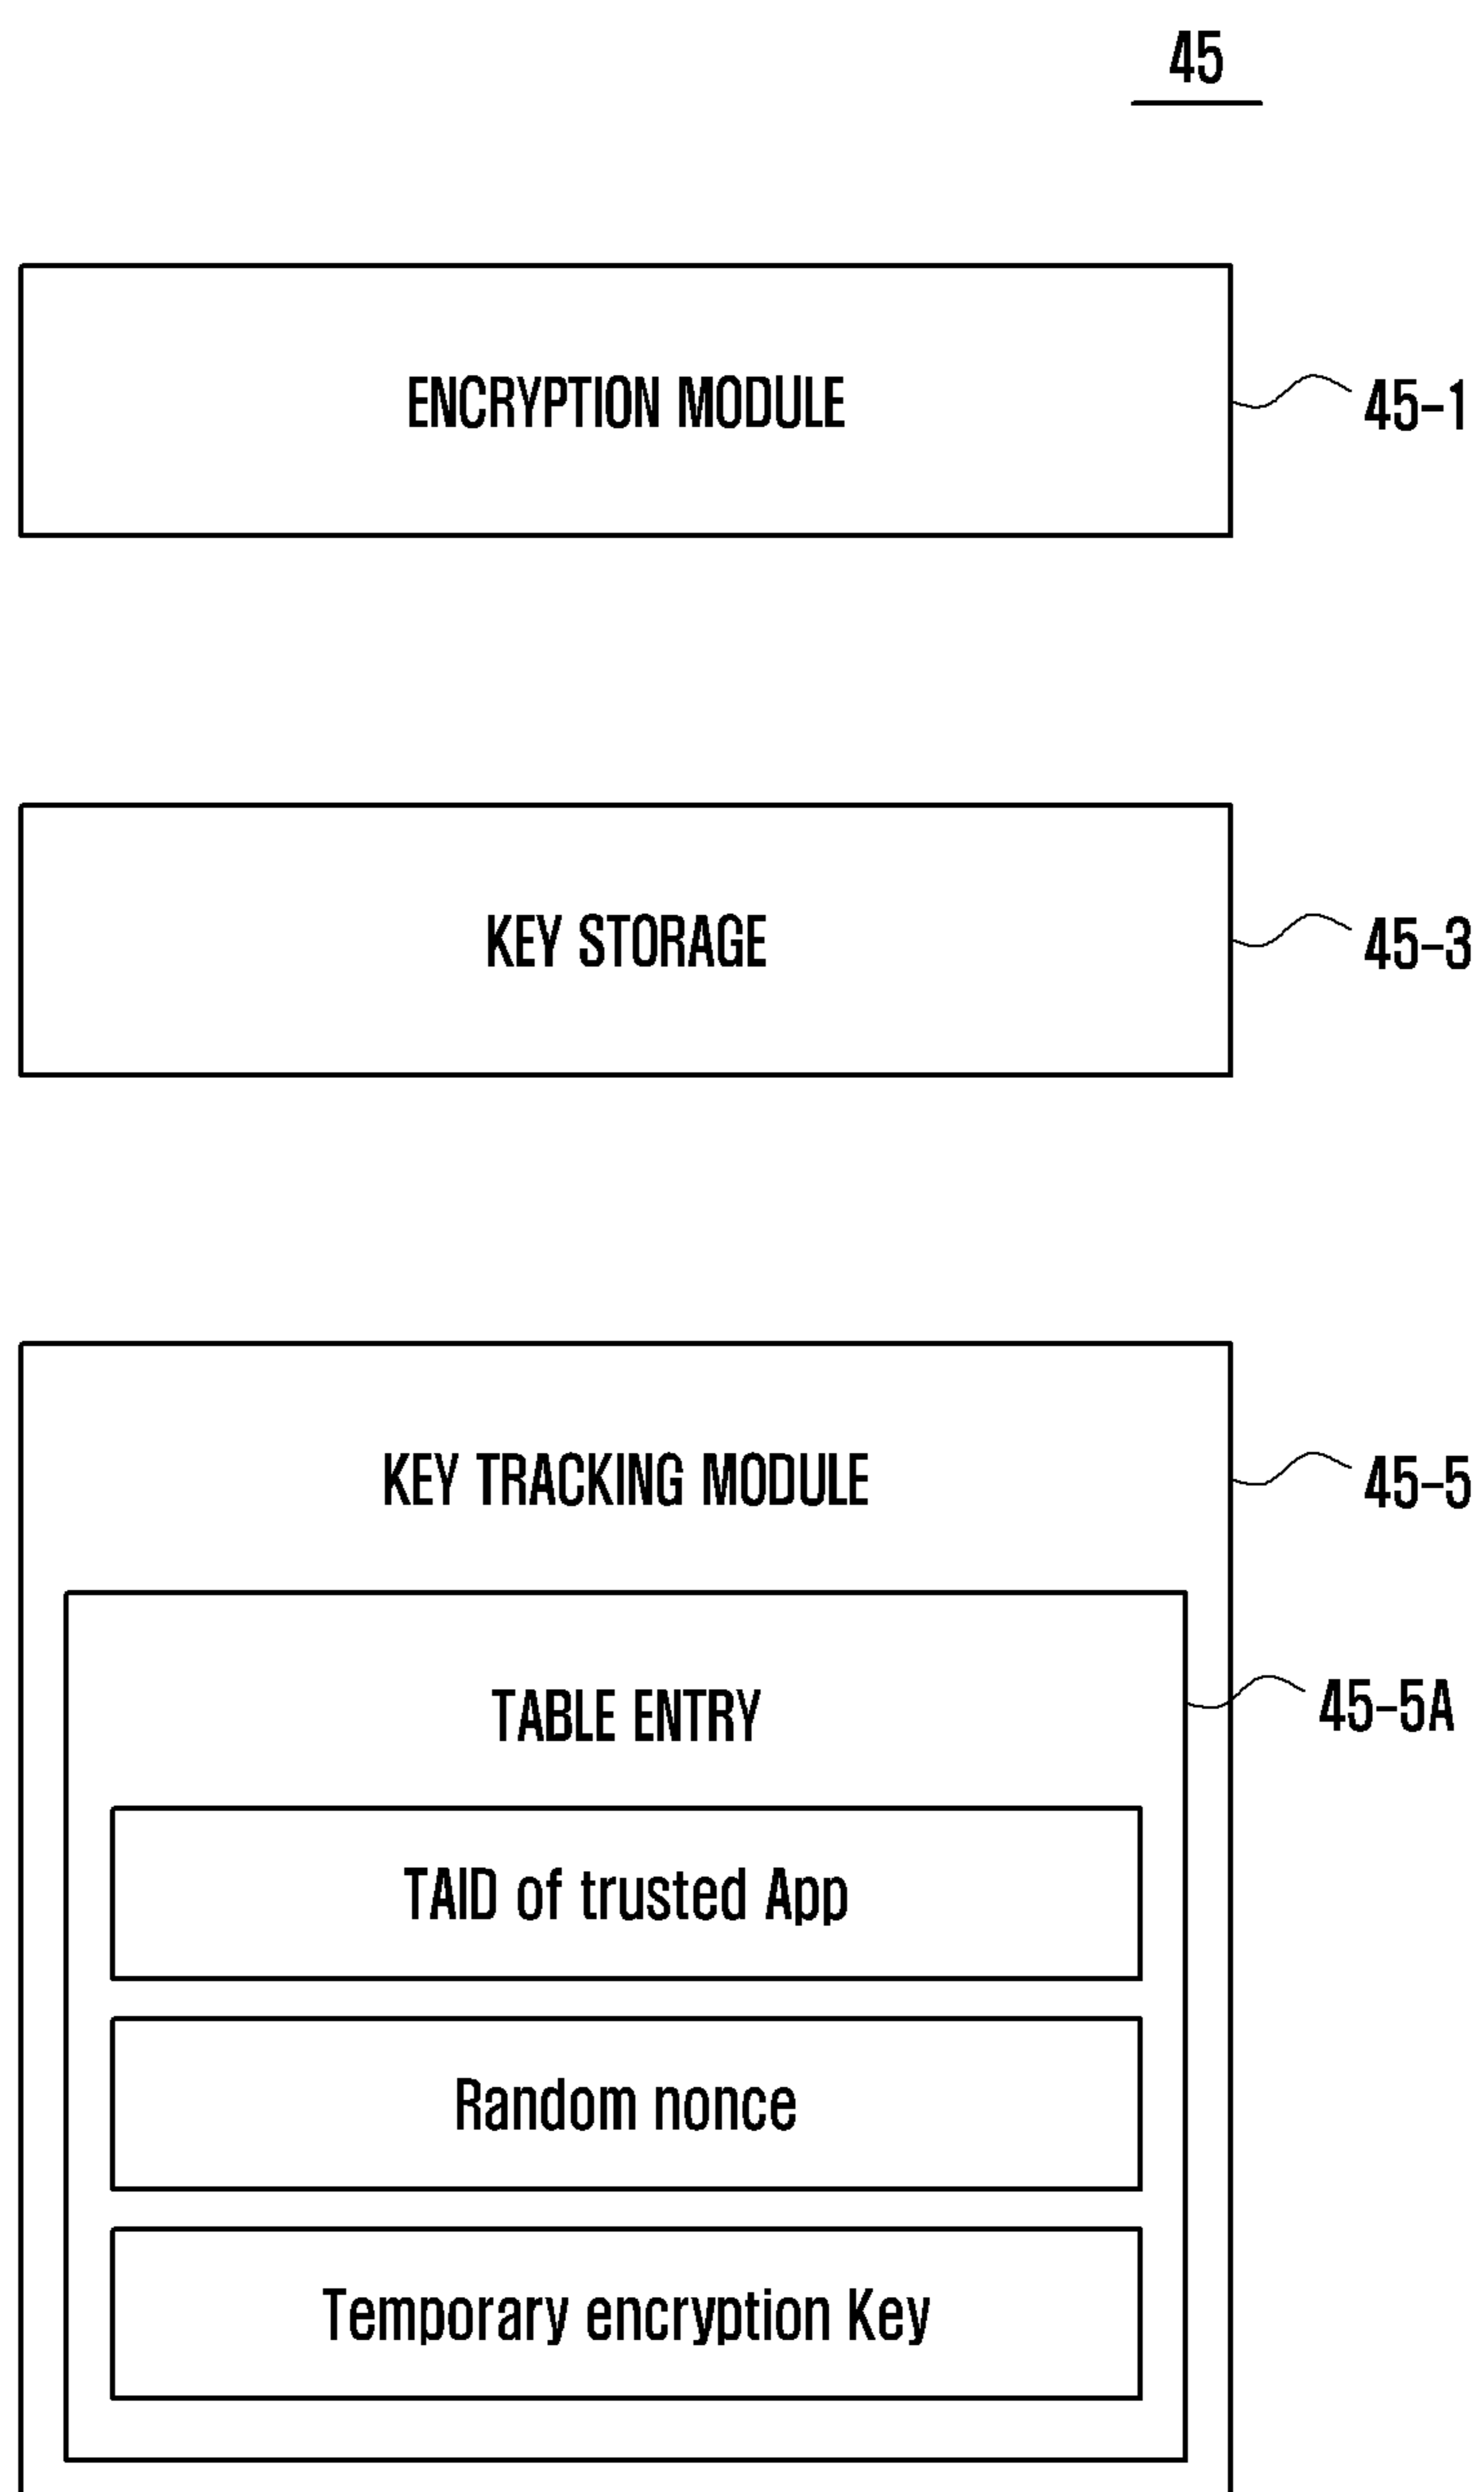 45
ENCRYPTION MODULE
45-1
KEY STORAGE
45-3
KEY TRACKING MODULE
45-5
TABLE ENTRY
45-5A
TAID of trusted App
Random nonce
Temporary encryption Key